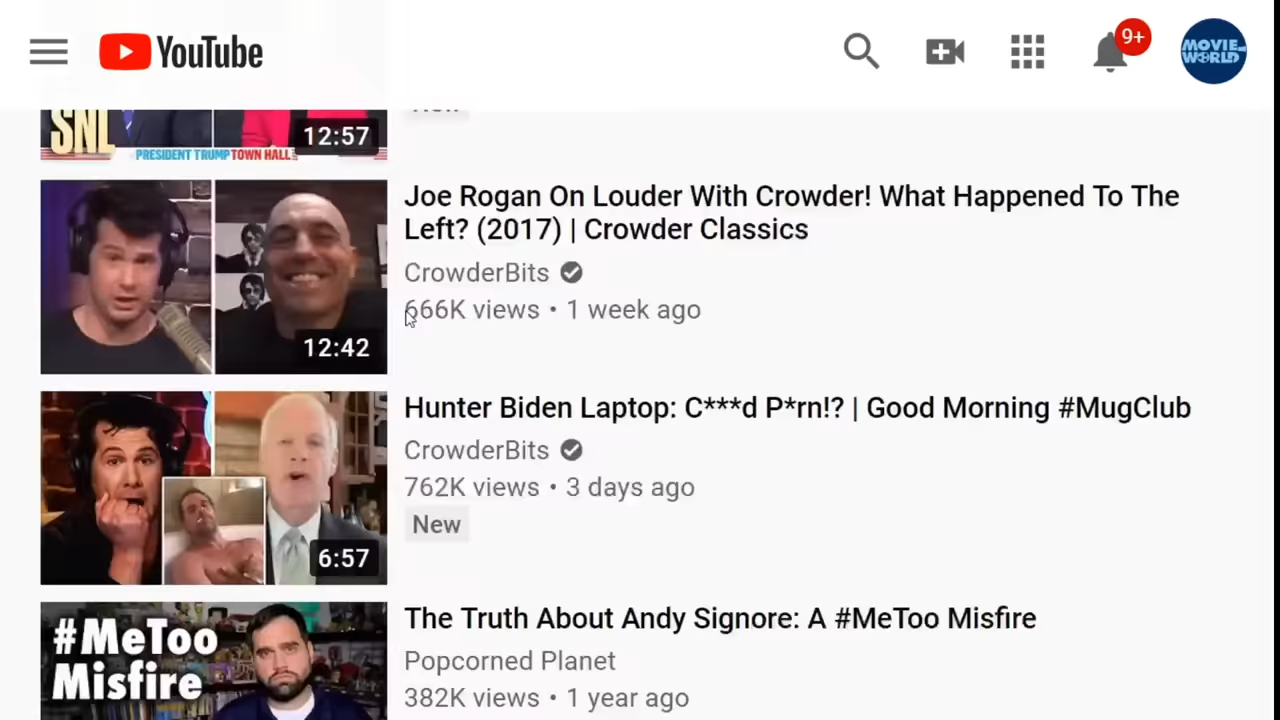 YouTube
9+
MOVIE
WORLD
SNL
12:57
PRESIDENT TRUMP TOWN HALL
Joe Rogan On Louder With Crowder! What Happened To The
Left? (2017) | Crowder Classics
CrowderBits
666K views • 1 week ago
12:42
Hunter Biden Laptop: C***d P*rn!? | Good Morning #MugClub
CrowderBits
762K views • 3 days ago
New
6:57
#MeToo
Misfire
The Truth About Andy Signore: A #MeToo Misfire
Popcorned Planet
382K views • 1 year ago